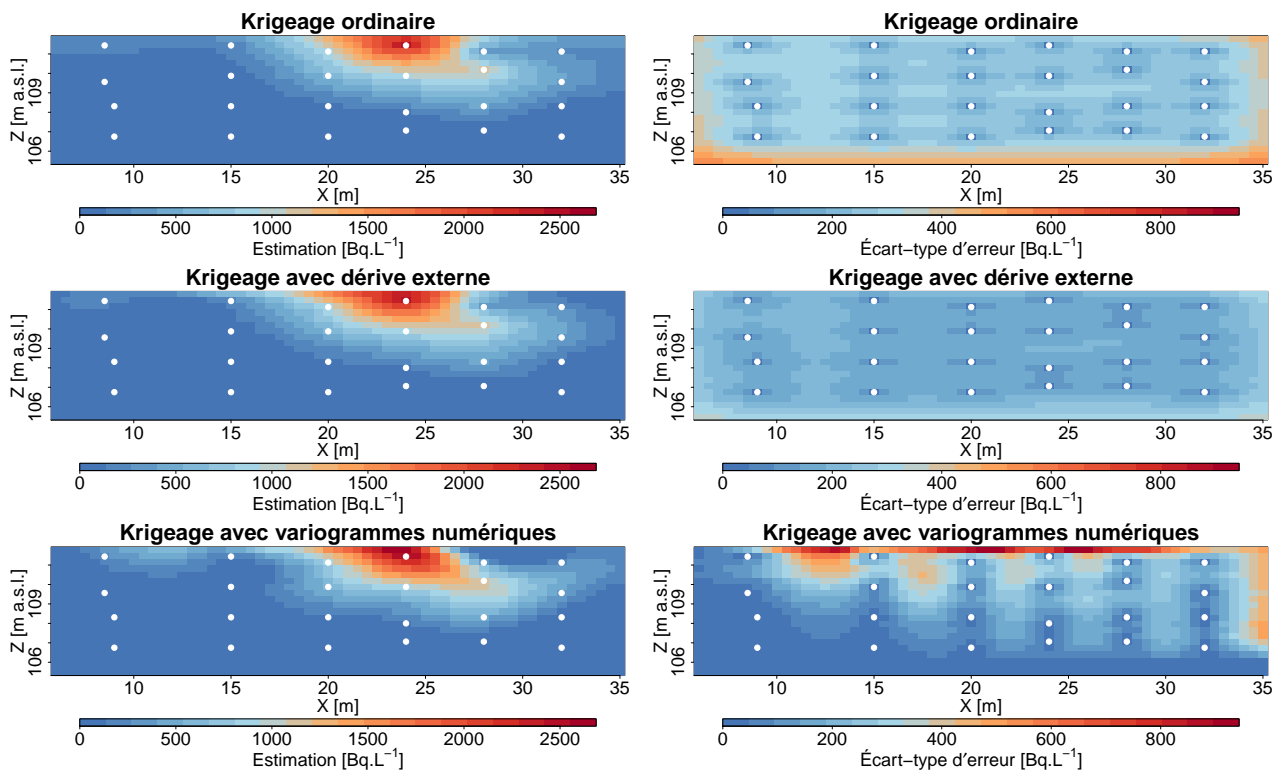 Krigeage ordinaire
Z [m a.s.l.]
109
106
10 15 20 25 30 35
X [m]
0 500 1000 1500 2000 2500
Estimation [Bq.L⁻¹]
Krigeage ordinaire
Z [m a.s.l.]
109
106
10 15 20 25 30 35
X [m]
0 200 400 600 800
Écart−type d′erreur [Bq.L⁻¹]
Krigeage avec dérive externe
Z [m a.s.l.]
109
106
10 15 20 25 30 35
X [m]
0 500 1000 1500 2000 2500
Estimation [Bq.L⁻¹]
Krigeage avec dérive externe
Z [m a.s.l.]
109
106
10 15 20 25 30 35
X [m]
0 200 400 600 800
Écart−type d′erreur [Bq.L⁻¹]
Krigeage avec variogrammes numériques
Z [m a.s.l.]
109
106
10 15 20 25 30 35
X [m]
0 500 1000 1500 2000 2500
Estimation [Bq.L⁻¹]
Krigeage avec variogrammes numériques
Z [m a.s.l.]
109
106
10 15 20 25 30 35
X [m]
0 200 400 600 800
Écart−type d′erreur [Bq.L⁻¹]